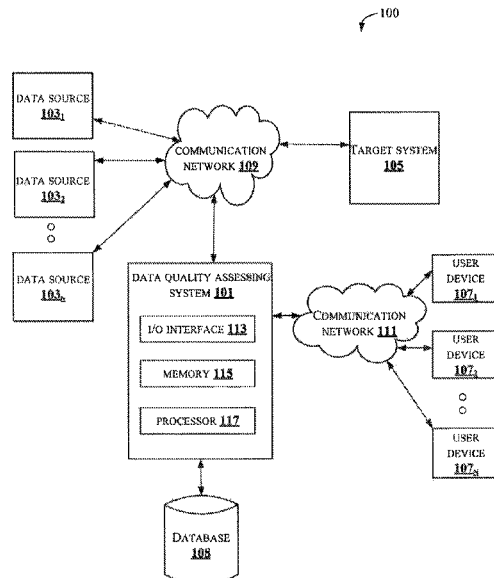 100
DATA SOURCE
103₁
DATA SOURCE
103₂
DATA SOURCE
103ₙ
COMMUNICATION
NETWORK 109
TARGET SYSTEM
105
DATA QUALITY ASSESSING
SYSTEM 101
I/O INTERFACE 113
MEMORY 115
PROCESSOR 117
COMMUNICATION
NETWORK 111
USER
DEVICE
107₁
USER
DEVICE
107₂
USER
DEVICE
107ₙ
DATABASE
108